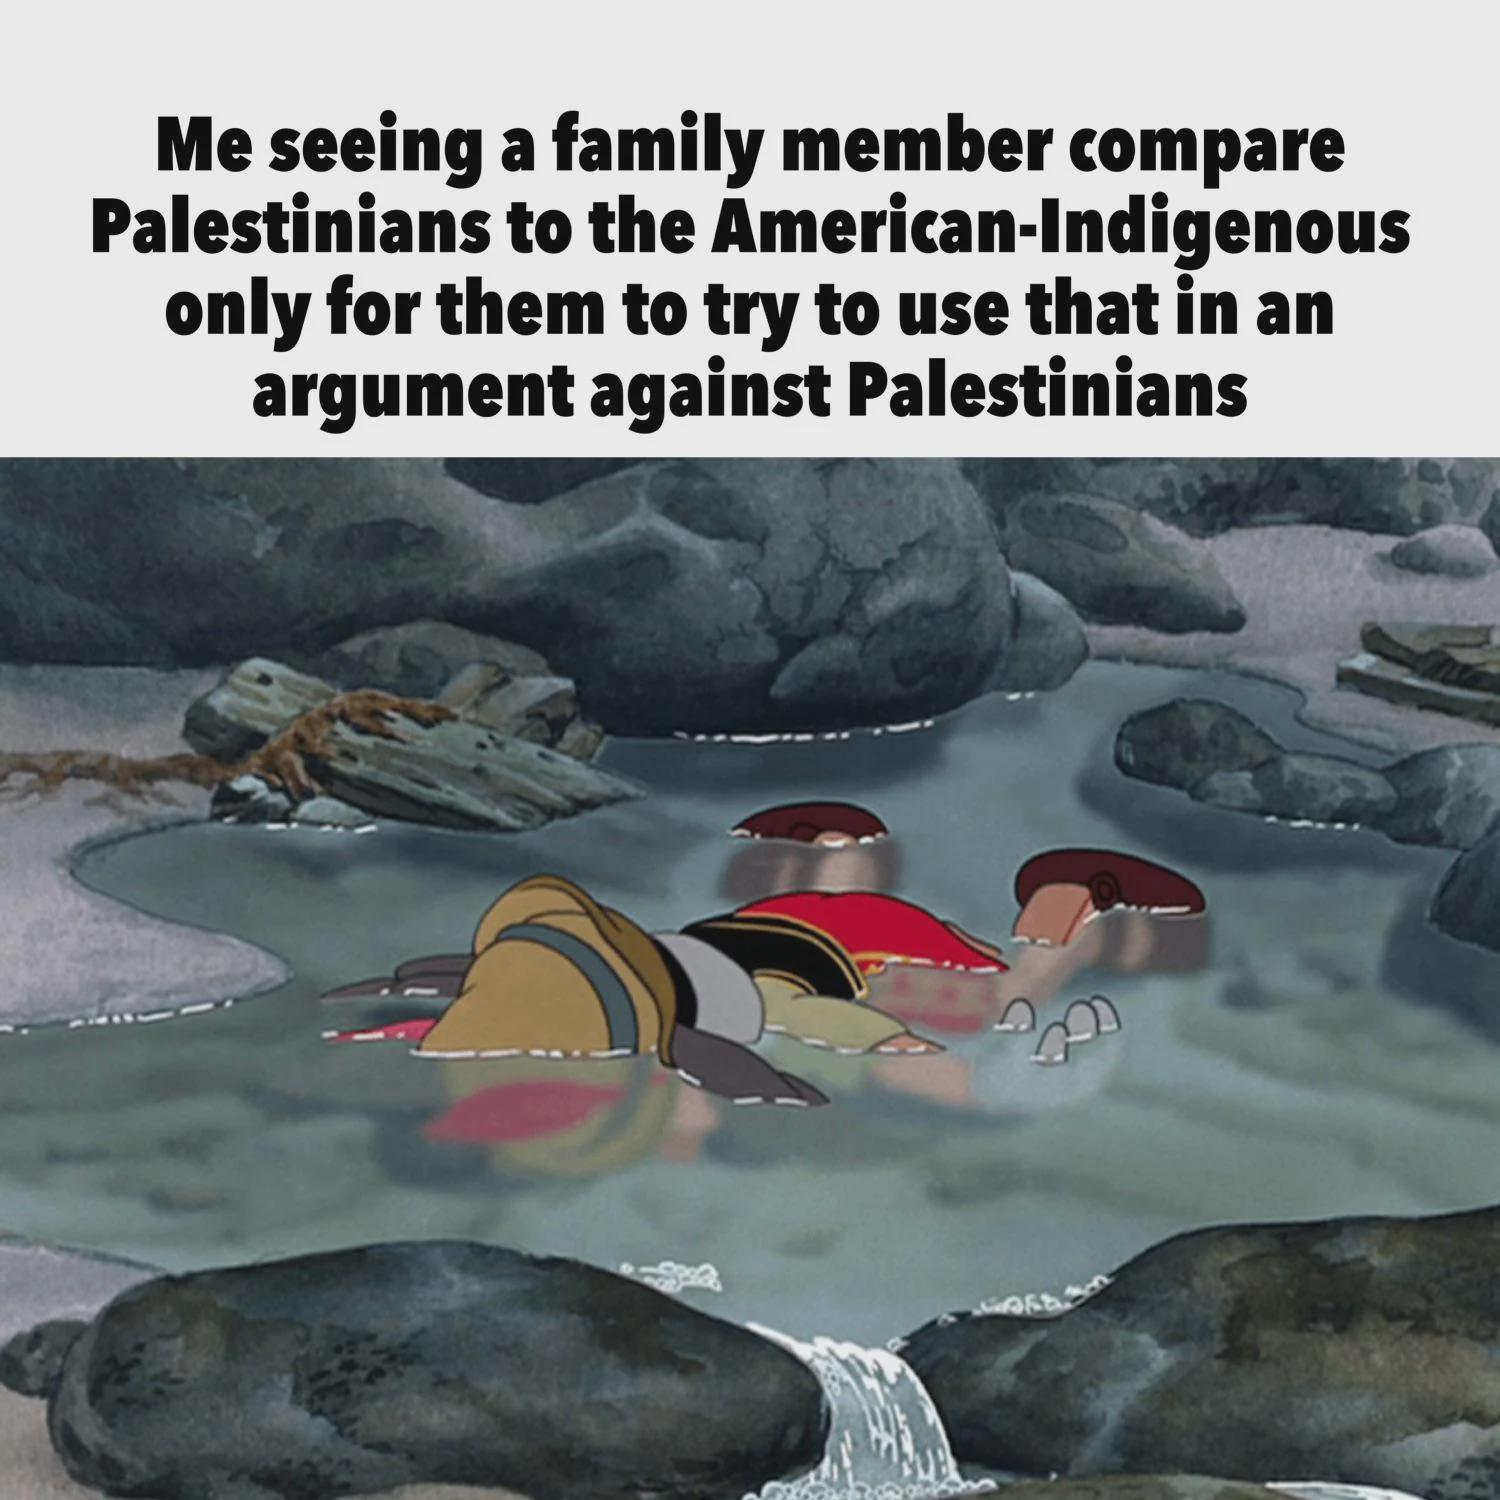 Me seeing a family member compare
Palestinians to the American-Indigenous
only for them to try to use that in an
argument against Palestinians